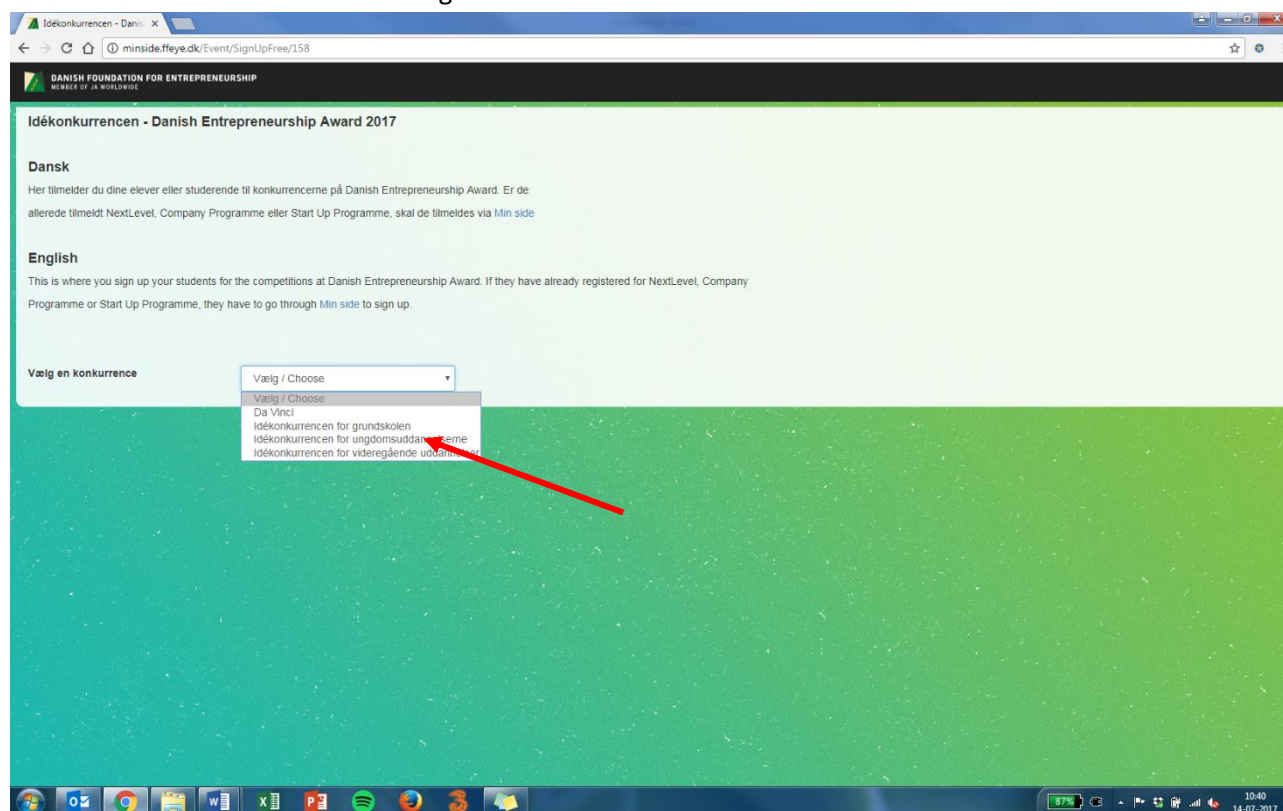 Idékonkurrencen - Danis
minside.ffeye.dk/Event/SignUpFree/158
DANISH FOUNDATION FOR ENTREPRENEURSHIP
MEMBER OF JA WORLDWIDE
Idékonkurrencen - Danish Entrepreneurship Award 2017
Dansk
Her tilmelder du dine elever eller studerende til konkurrencerne på Danish Entrepreneurship Award. Er de
allerede tilmeldt NextLevel, Company Programme eller Start Up Programme, skal de tilmeldes via Min side
English
This is where you sign up your students for the competitions at Danish Entrepreneurship Award. If they have already registered for NextLevel, Company
Programme or Start Up Programme, they have to go through Min side to sign up.
Vælg en konkurrence
Vælg / Choose
Vælg / Choose
Da Vinci
Idékonkurrencen for grundskolen
Idékonkurrencen for ungdomsuddannelserne
Idékonkurrencen for videregående uddannelser
87%
10:40
14-07-2017